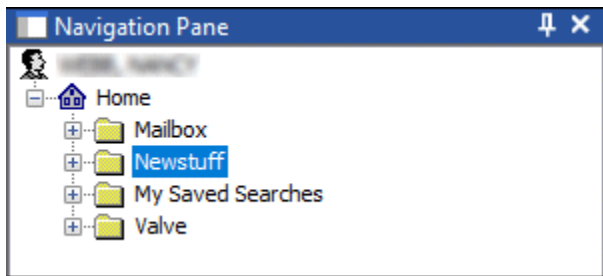 Navigation Pane
Home
Mailbox
Newstuff
My Saved Searches
Valve